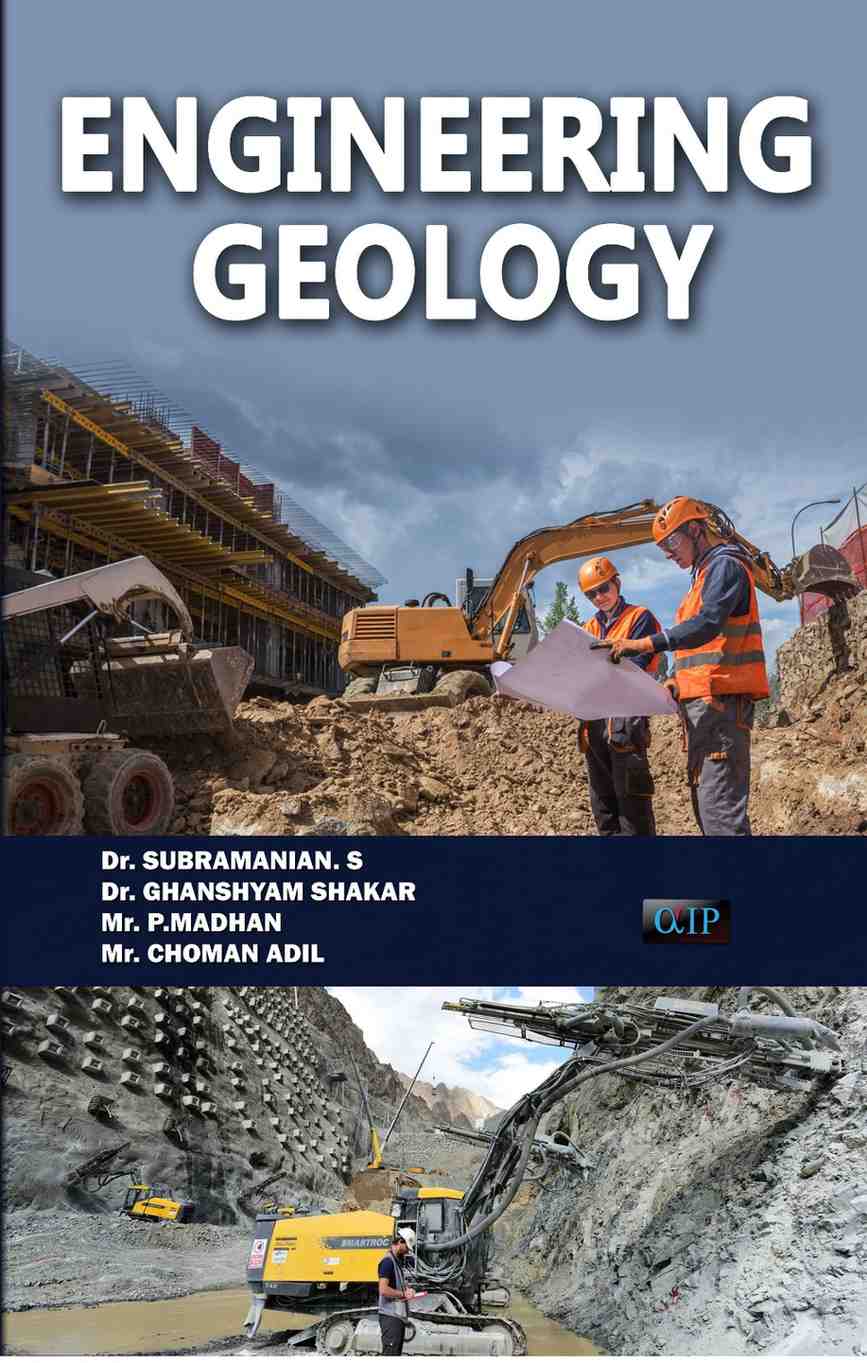 ENGINEERING
GEOLOGY
Dr. SUBRAMANIAN. S
Dr. GHANSHYAM SHAKAR
Mr. P.MADHAN
Mr. CHOMAN ADIL
αIP
SMARTROC